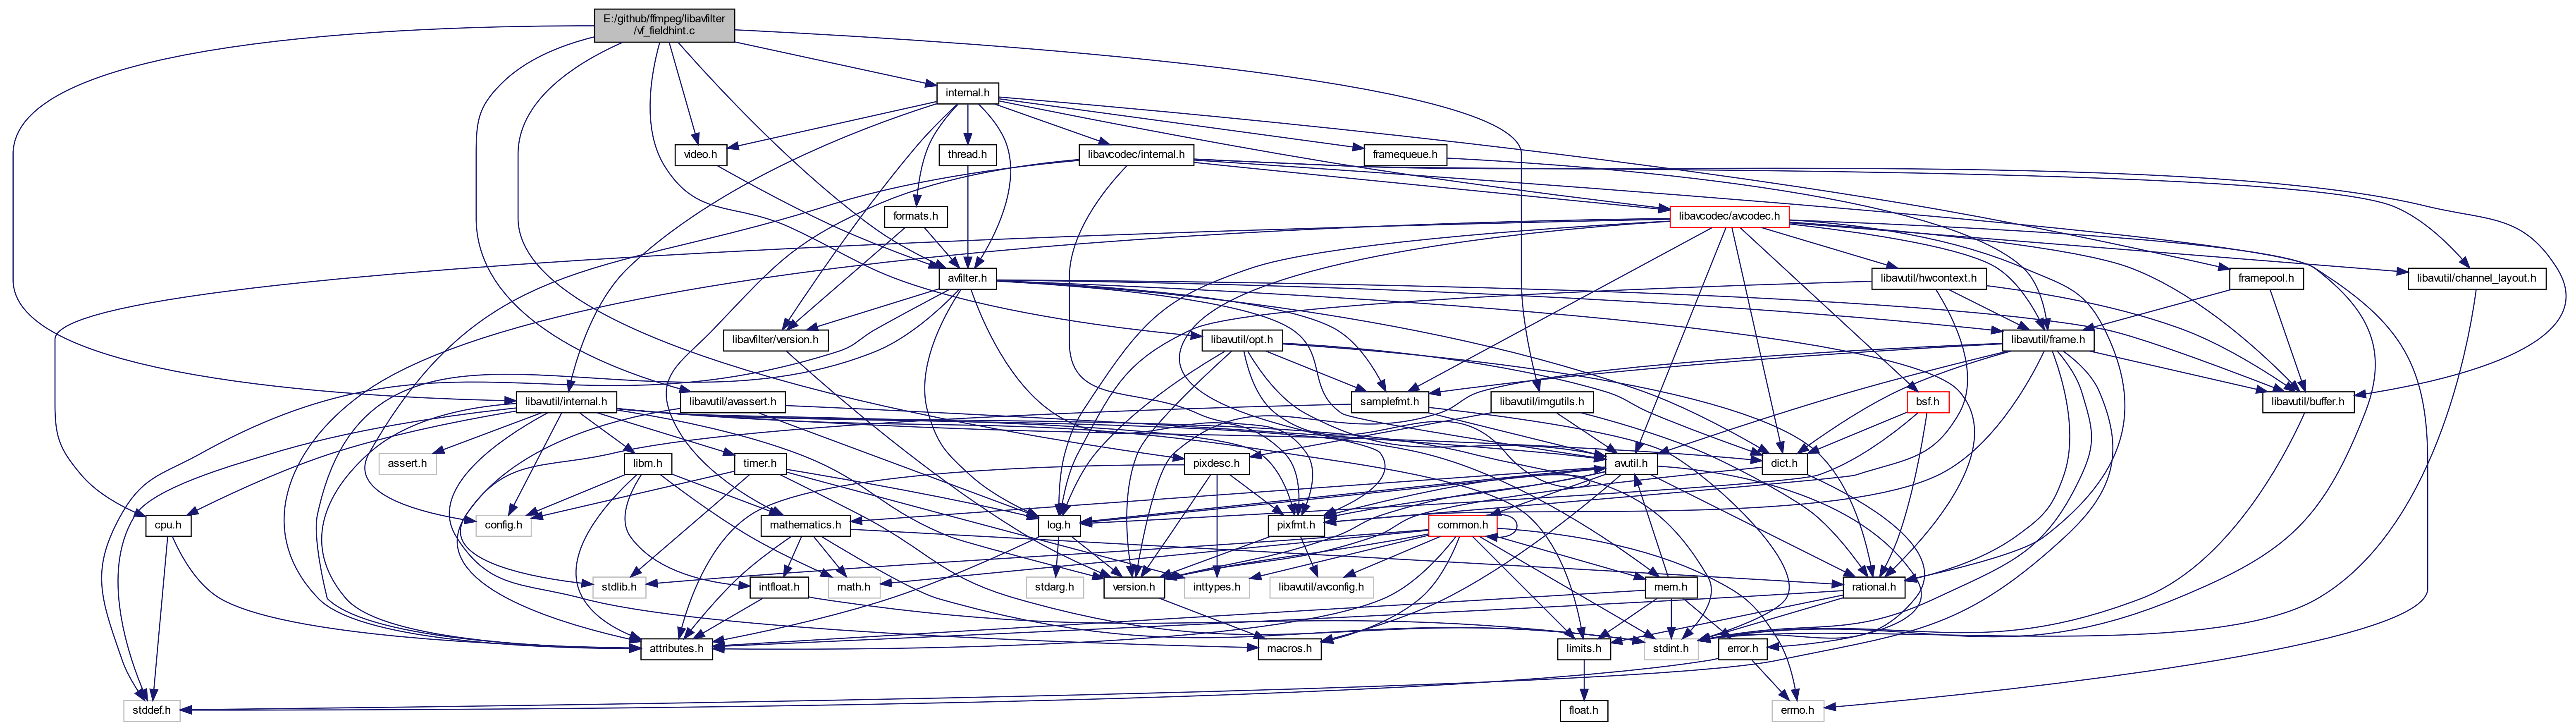 E:/github/ffmpeg/libavfilter
/vf_fieldhint.c
internal.h
video.h
thread.h
libavcodec/internal.h
framequeue.h
formats.h
libavcodec/avcodec.h
avfilter.h
libavutil/hwcontext.h
framepool.h
libavutil/channel_layout.h
libavfilter/version.h
libavutil/opt.h
libavutil/frame.h
libavutil/internal.h
libavutil/avassert.h
samplefmt.h
libavutil/imgutils.h
bsf.h
libavutil/buffer.h
assert.h
libm.h
timer.h
pixdesc.h
avutil.h
dict.h
cpu.h
config.h
mathematics.h
log.h
pixfmt.h
common.h
stdlib.h
intfloat.h
math.h
stdarg.h
version.h
inttypes.h
libavutil/avconfig.h
mem.h
rational.h
attributes.h
macros.h
limits.h
stdint.h
error.h
stddef.h
float.h
errno.h